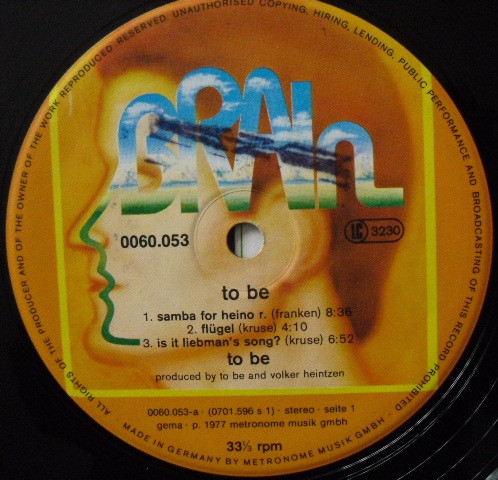 ALL RIGHTS OF THE PRODUCER AND OF THE OWNER OF THE WORK REPRODUCED RESERVED. UNAUTHORISED COPYING, HIRING, LENDING, PUBLIC PERFORMANCE AND BROADCASTING OF THIS RECORD PROHIBITED
BRAIn
0060.053
LC 3230
to be
1. samba for heino r. (franken) 8:36
2. flügel (kruse) 4:10
3. is it liebman's song? (kruse) 6:52
to be
produced by to be and volker heintzen
0060.053-a · (0701.596 s 1) · stereo · seite 1
gema · p. 1977 metronome musik gmbh
33⅓ rpm
· MADE IN GERMANY BY METRONOME MUSIK GMBH ·